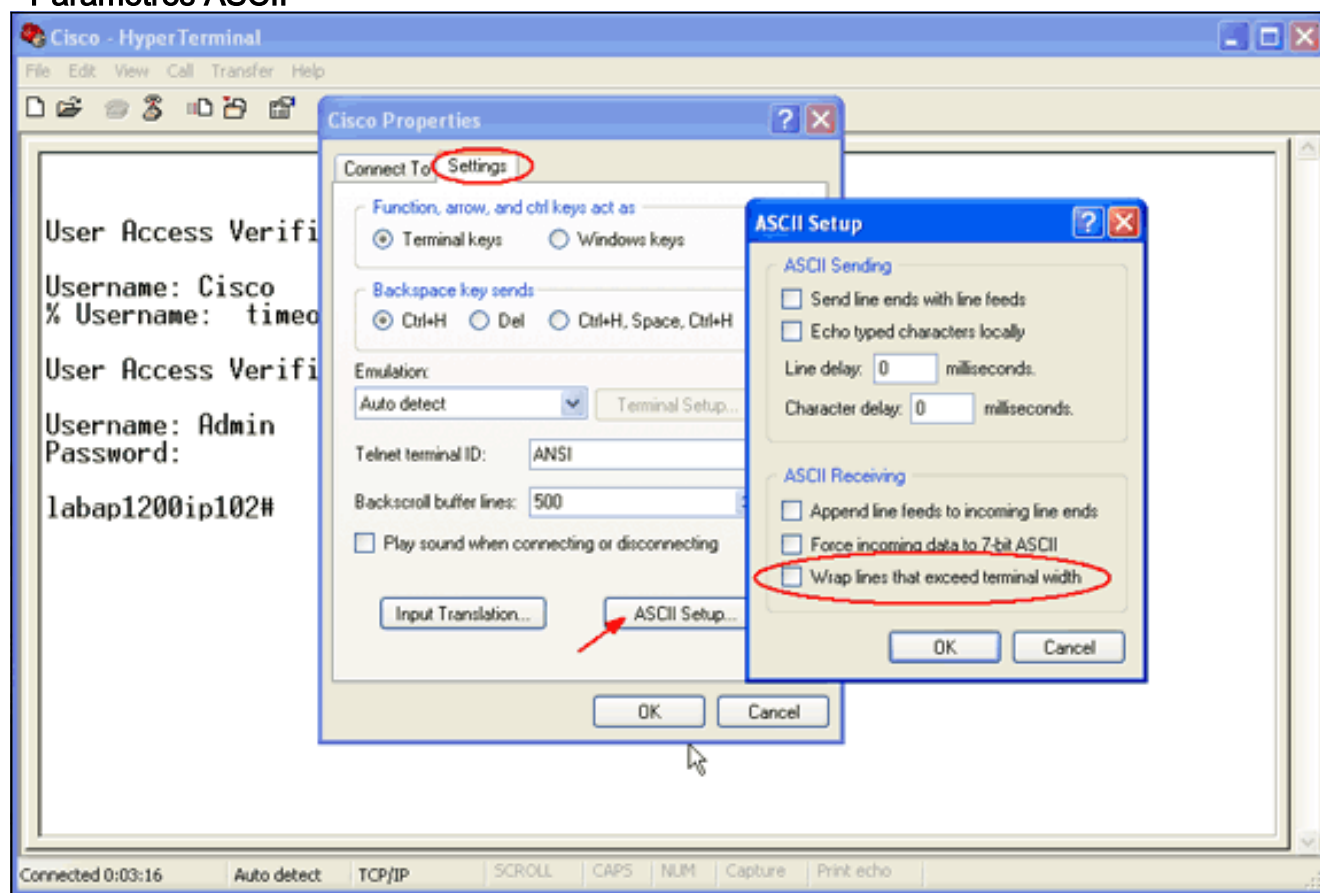 Parámetros ASCII
Cisco - HyperTerminal
File Edit View Call Transfer Help
User Access Verifi
Username: Cisco
% Username: timeo
User Access Verifi
Username: Admin
Password:
labap1200ip102#
Cisco Properties
Connect To Settings
Function, arrow, and ctrl keys act as
Terminal keys Windows keys
Backspace key sends
Ctrl+H Del Ctrl+H, Space, Ctrl+H
Emulation:
Auto detect Terminal Setup...
Telnet terminal ID: ANSI
Backscroll buffer lines: 500
Play sound when connecting or disconnecting
Input Translation... ASCII Setup...
OK Cancel
ASCII Setup
ASCII Sending
Send line ends with line feeds
Echo typed characters locally
Line delay: 0 milliseconds.
Character delay: 0 milliseconds.
ASCII Receiving
Append line feeds to incoming line ends
Force incoming data to 7-bit ASCII
Wrap lines that exceed terminal width
OK Cancel
Connected 0:03:16 Auto detect TCP/IP SCROLL CAPS NUM Capture Print echo